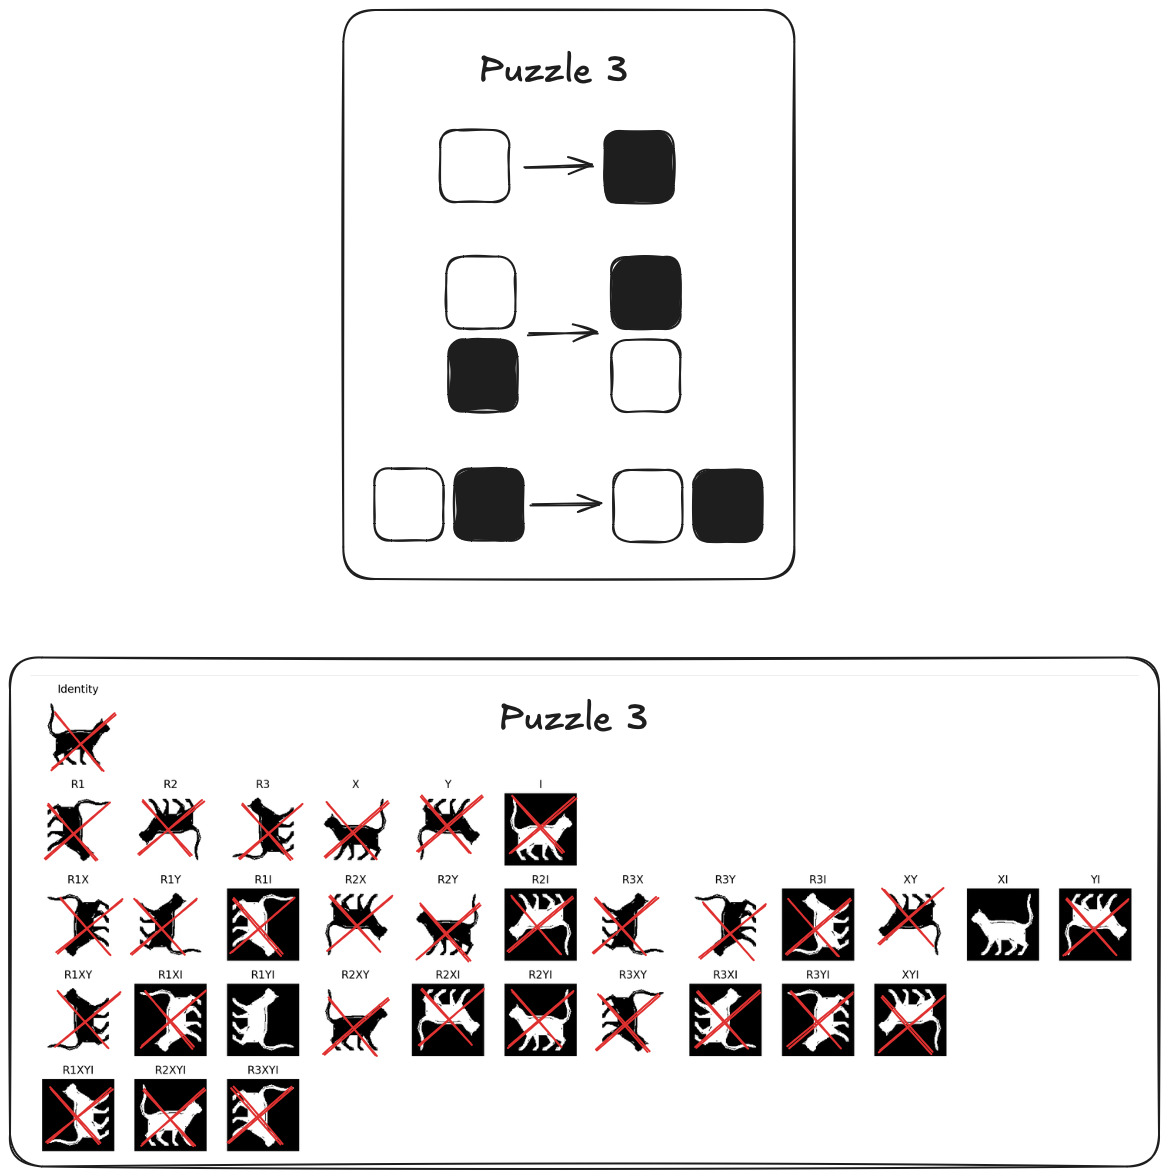 Puzzle 3
Identity
Puzzle 3
R1 R2 R3 X Y I
R1X R1Y R1I R2X R2Y R2I R3X R3Y R3I XY XI YI
R1XY R1XI R1YI R2XY R2XI R2YI R3XY R3XI R3YI XYI
R1XYI R2XYI R3XYI